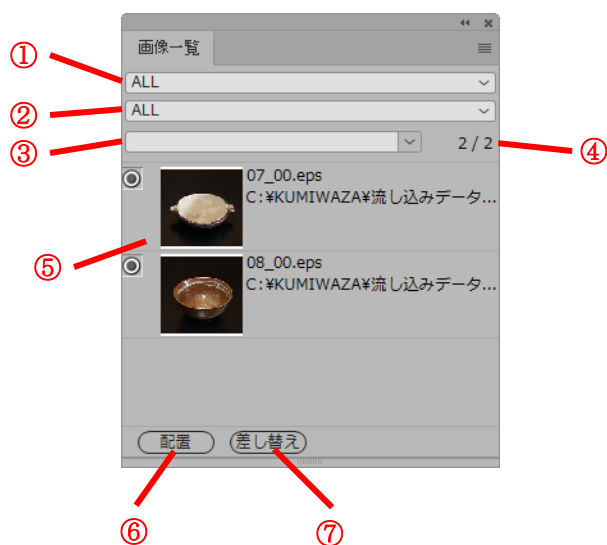 画像一覧
① ALL
② ALL
③ 2 / 2 ④
07_00.eps
C:¥KUMIWAZA¥流し込みデータ...
⑤
08_00.eps
C:¥KUMIWAZA¥流し込みデータ...
配置 差し替え
⑥ ⑦